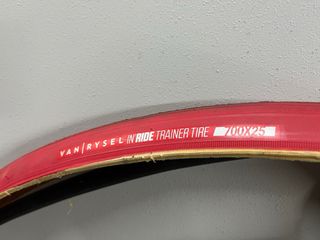 VAN RYSEL IN RIDE TRAINER TIRE 700X25